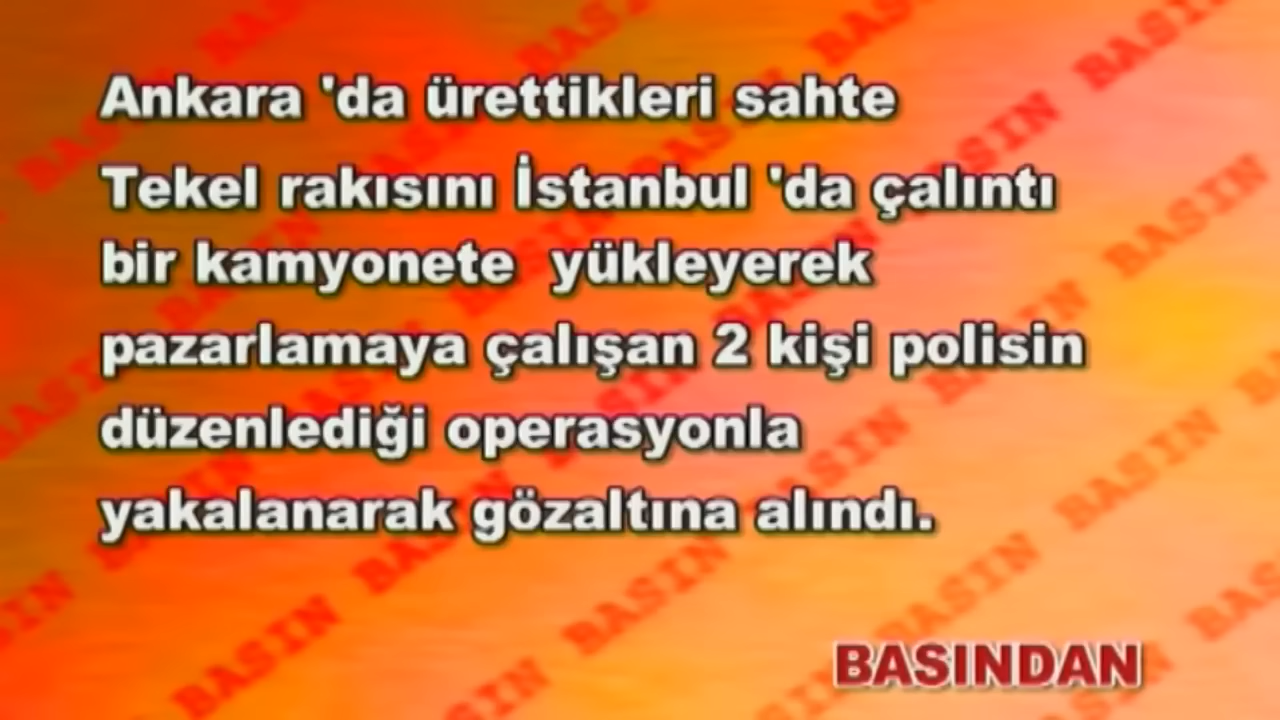 Ankara 'da ürettikleri sahte
Tekel rakısını İstanbul 'da çalıntı
bir kamyonete  yükleyerek
pazarlamaya çalışan 2 kişi polisin
düzenlediği operasyonla
yakalanarak gözaltına alındı.
BASINDAN